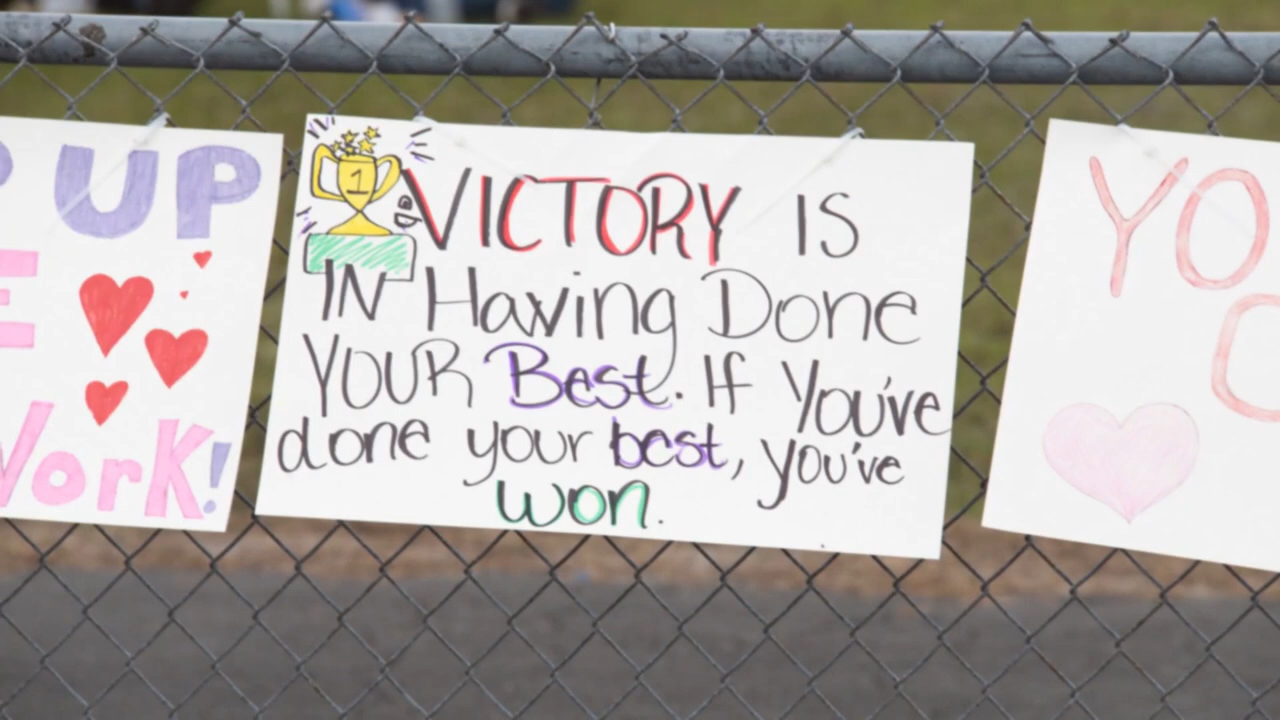 UP
E
Work!
1
VICTORY IS
IN Having Done
YOUR Best. If You've
done your best, you've
won.
YO
C